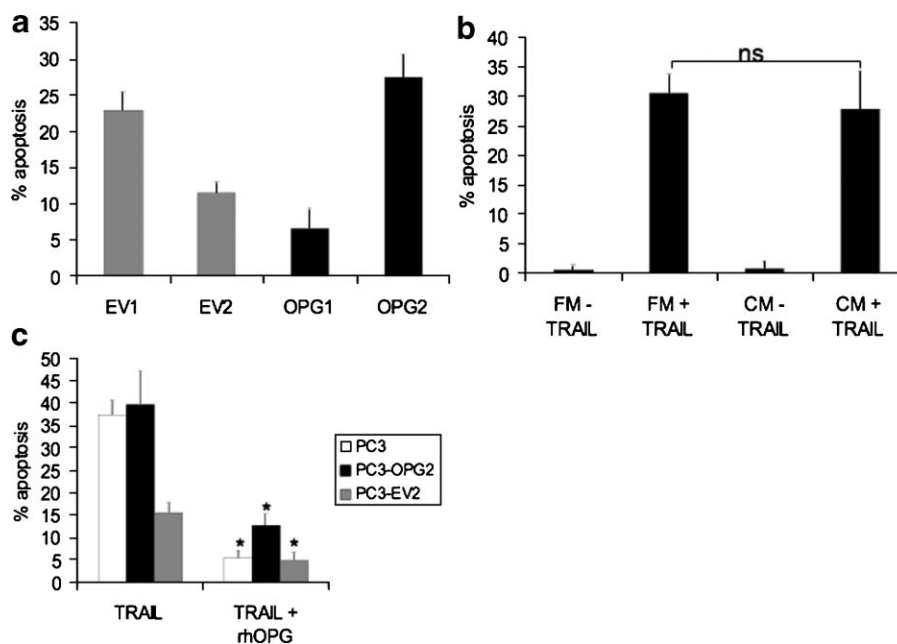 a
% apoptosis
35
30
25
20
15
10
5
0
EV1 EV2 OPG1 OPG2
b
% apoptosis
40
35
30
25
20
15
10
5
0
ns
FM - TRAIL
FM + TRAIL
CM - TRAIL
CM + TRAIL
c
% apoptosis
50
45
40
35
30
25
20
15
10
5
0
* * *
TRAIL
TRAIL +
rhOPG
PC3
PC3-OPG2
PC3-EV2